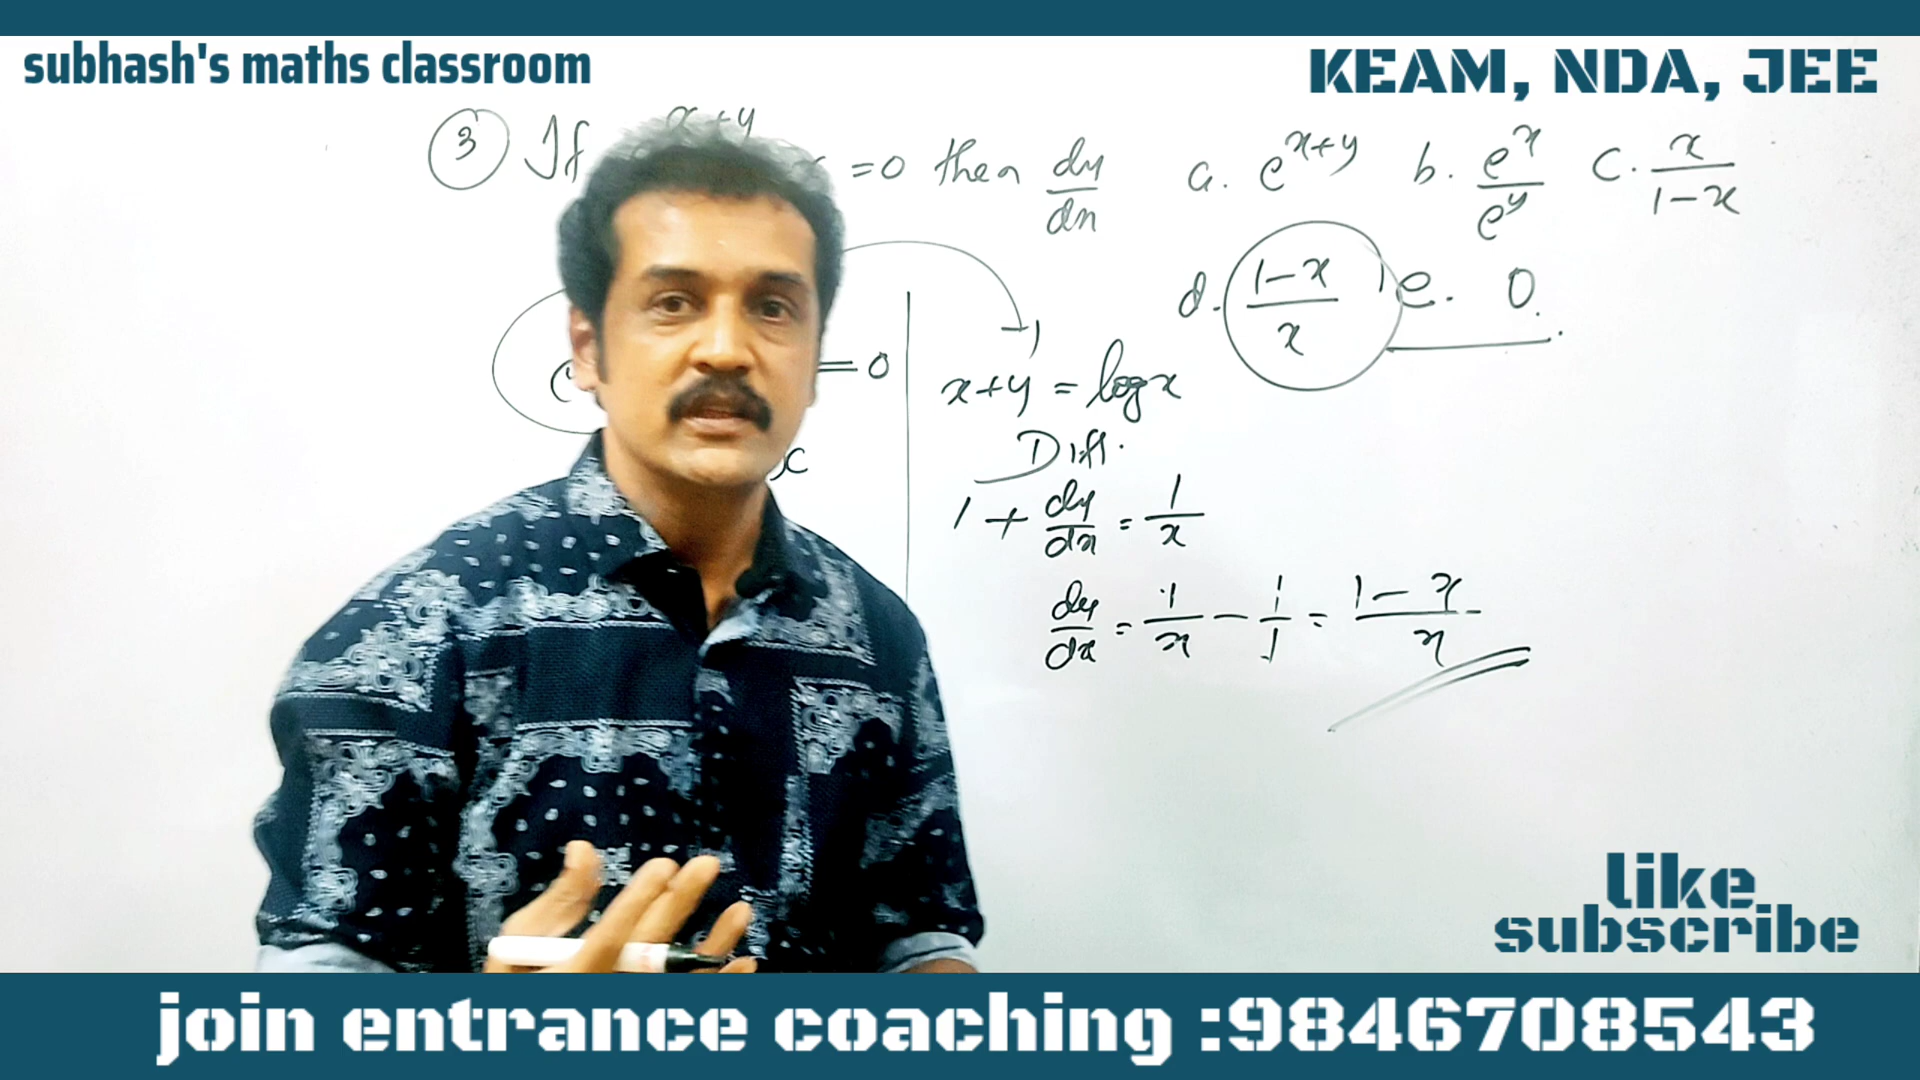 subhash's maths classroom
KEAM, NDA, JEE
3 If x+y =0 then dy/dx a. e^x+y b. e^x/e^y c. x/1-x
d. 1-x/x e. 0
= 0
x+y = log x
Diff.
1 + dy/dx = 1/x
dy/dx = 1/x - 1/1 = 1-x/x
like
subscribe
join entrance coaching :9846708543